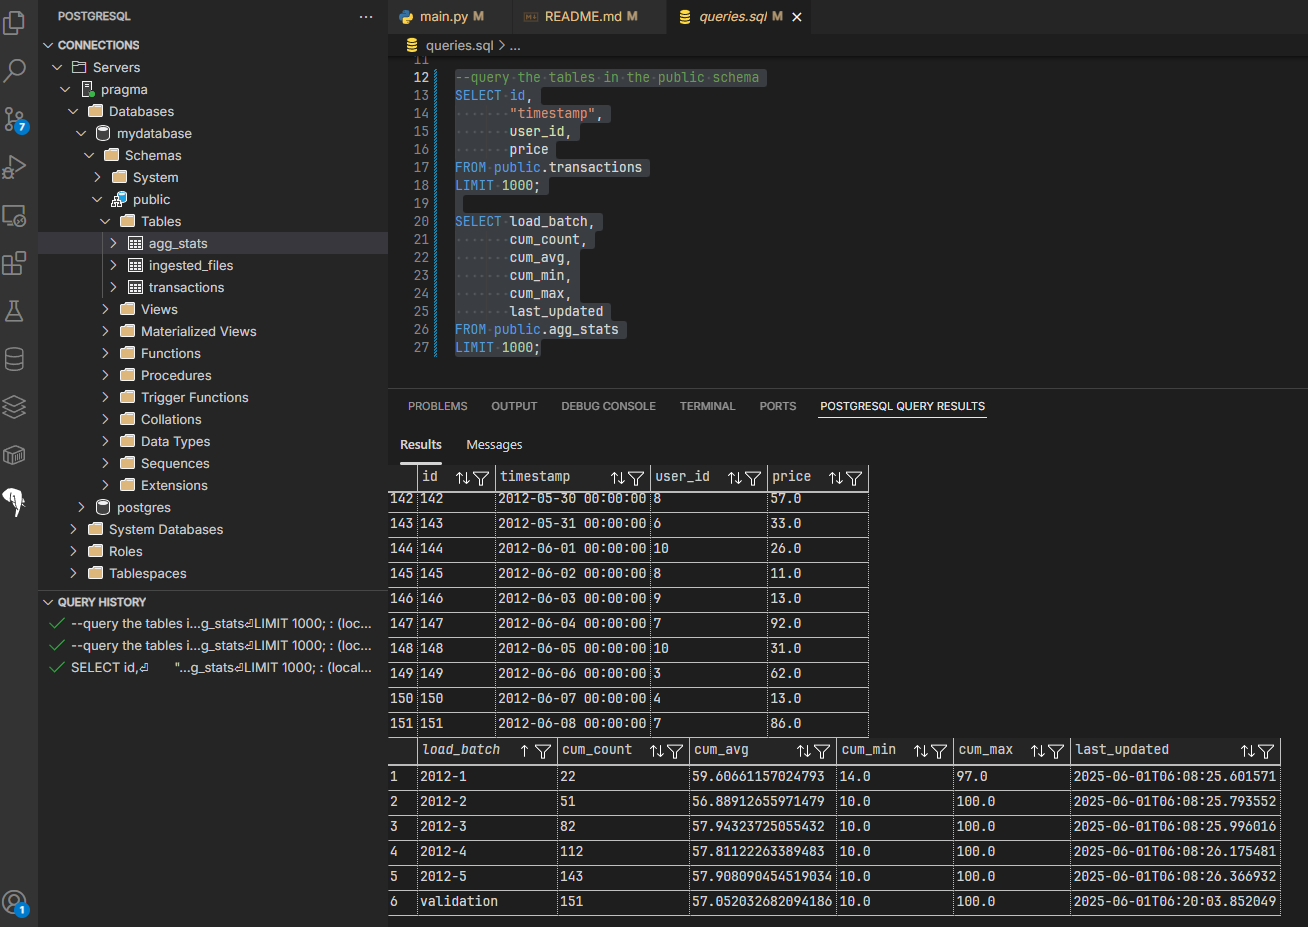 POSTGRESQL ...
CONNECTIONS
Servers
pragma
Databases
mydatabase
Schemas
System
public
Tables
agg_stats
ingested_files
transactions
Views
Materialized Views
Functions
Procedures
Trigger Functions
Collations
Data Types
Sequences
Extensions
postgres
System Databases
Roles
Tablespaces
QUERY HISTORY
--query the tables i...g_stats⏎LIMIT 1000; : (loc...
--query the tables i...g_stats⏎LIMIT 1000; : (loc...
SELECT id,⏎ "...g_stats⏎LIMIT 1000; : (local...
7
1
main.py M README.md M queries.sql M
queries.sql > ...
11
12 --query the tables in the public schema
13 SELECT id,
14 "timestamp",
15 user_id,
16 price
17 FROM public.transactions
18 LIMIT 1000;
19
20 SELECT load_batch,
21 cum_count,
22 cum_avg,
23 cum_min,
24 cum_max,
25 last_updated
26 FROM public.agg_stats
27 LIMIT 1000;
PROBLEMS OUTPUT DEBUG CONSOLE TERMINAL PORTS POSTGRESQL QUERY RESULTS
Results Messages
id timestamp user_id price
142 142 2012-05-30 00:00:00 8 57.0
143 143 2012-05-31 00:00:00 6 33.0
144 144 2012-06-01 00:00:00 10 26.0
145 145 2012-06-02 00:00:00 8 11.0
146 146 2012-06-03 00:00:00 9 13.0
147 147 2012-06-04 00:00:00 7 92.0
148 148 2012-06-05 00:00:00 10 31.0
149 149 2012-06-06 00:00:00 3 62.0
150 150 2012-06-07 00:00:00 4 13.0
151 151 2012-06-08 00:00:00 7 86.0
load_batch cum_count cum_avg cum_min cum_max last_updated
1 2012-1 22 59.60661157024793 14.0 97.0 2025-06-01T06:08:25.601571
2 2012-2 51 56.88912655971479 10.0 100.0 2025-06-01T06:08:25.793552
3 2012-3 82 57.94323725055432 10.0 100.0 2025-06-01T06:08:25.996016
4 2012-4 112 57.81122263389483 10.0 100.0 2025-06-01T06:08:26.175481
5 2012-5 143 57.908090454519034 10.0 100.0 2025-06-01T06:08:26.366932
6 validation 151 57.052032682094186 10.0 100.0 2025-06-01T06:20:03.852049